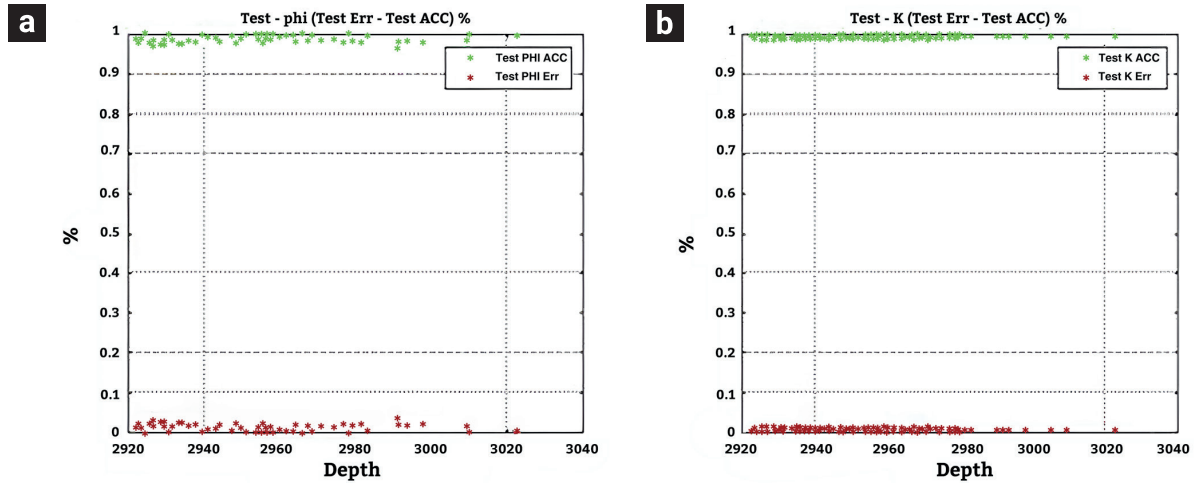 a
Test - phi (Test Err - Test ACC) %
1
0.9
0.8
0.7
0.6
0.5
0.4
0.3
0.2
0.1
0
%
Test PHI ACC
Test PHI Err
2920 2940 2960 2980 3000 3020 3040
Depth
b
Test - K (Test Err - Test ACC) %
1
0.9
0.8
0.7
0.6
0.5
0.4
0.3
0.2
0.1
0
%
Test K ACC
Test K Err
2920 2940 2960 2980 3000 3020 3040
Depth